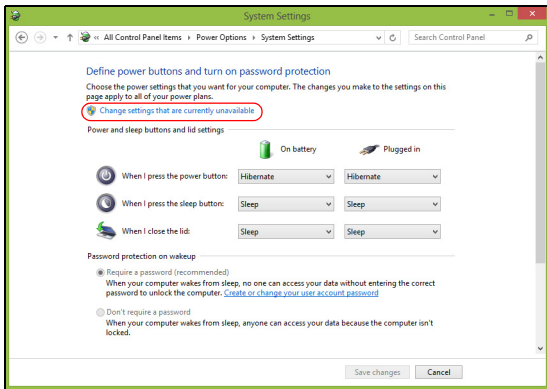 System Settings
« All Control Panel Items ▸ Power Options ▸ System Settings
Search Control Panel
Define power buttons and turn on password protection
Choose the power settings that you want for your computer. The changes you make to the settings on this
page apply to all of your power plans.
Change settings that are currently unavailable
Power and sleep buttons and lid settings
On battery Plugged in
When I press the power button: Hibernate Hibernate
When I press the sleep button: Sleep Sleep
When I close the lid: Sleep Sleep
Password protection on wakeup
Require a password (recommended)
When your computer wakes from sleep, no one can access your data without entering the correct
password to unlock the computer. Create or change your user account password
Don't require a password
When your computer wakes from sleep, anyone can access your data because the computer isn't
locked.
Save changes Cancel